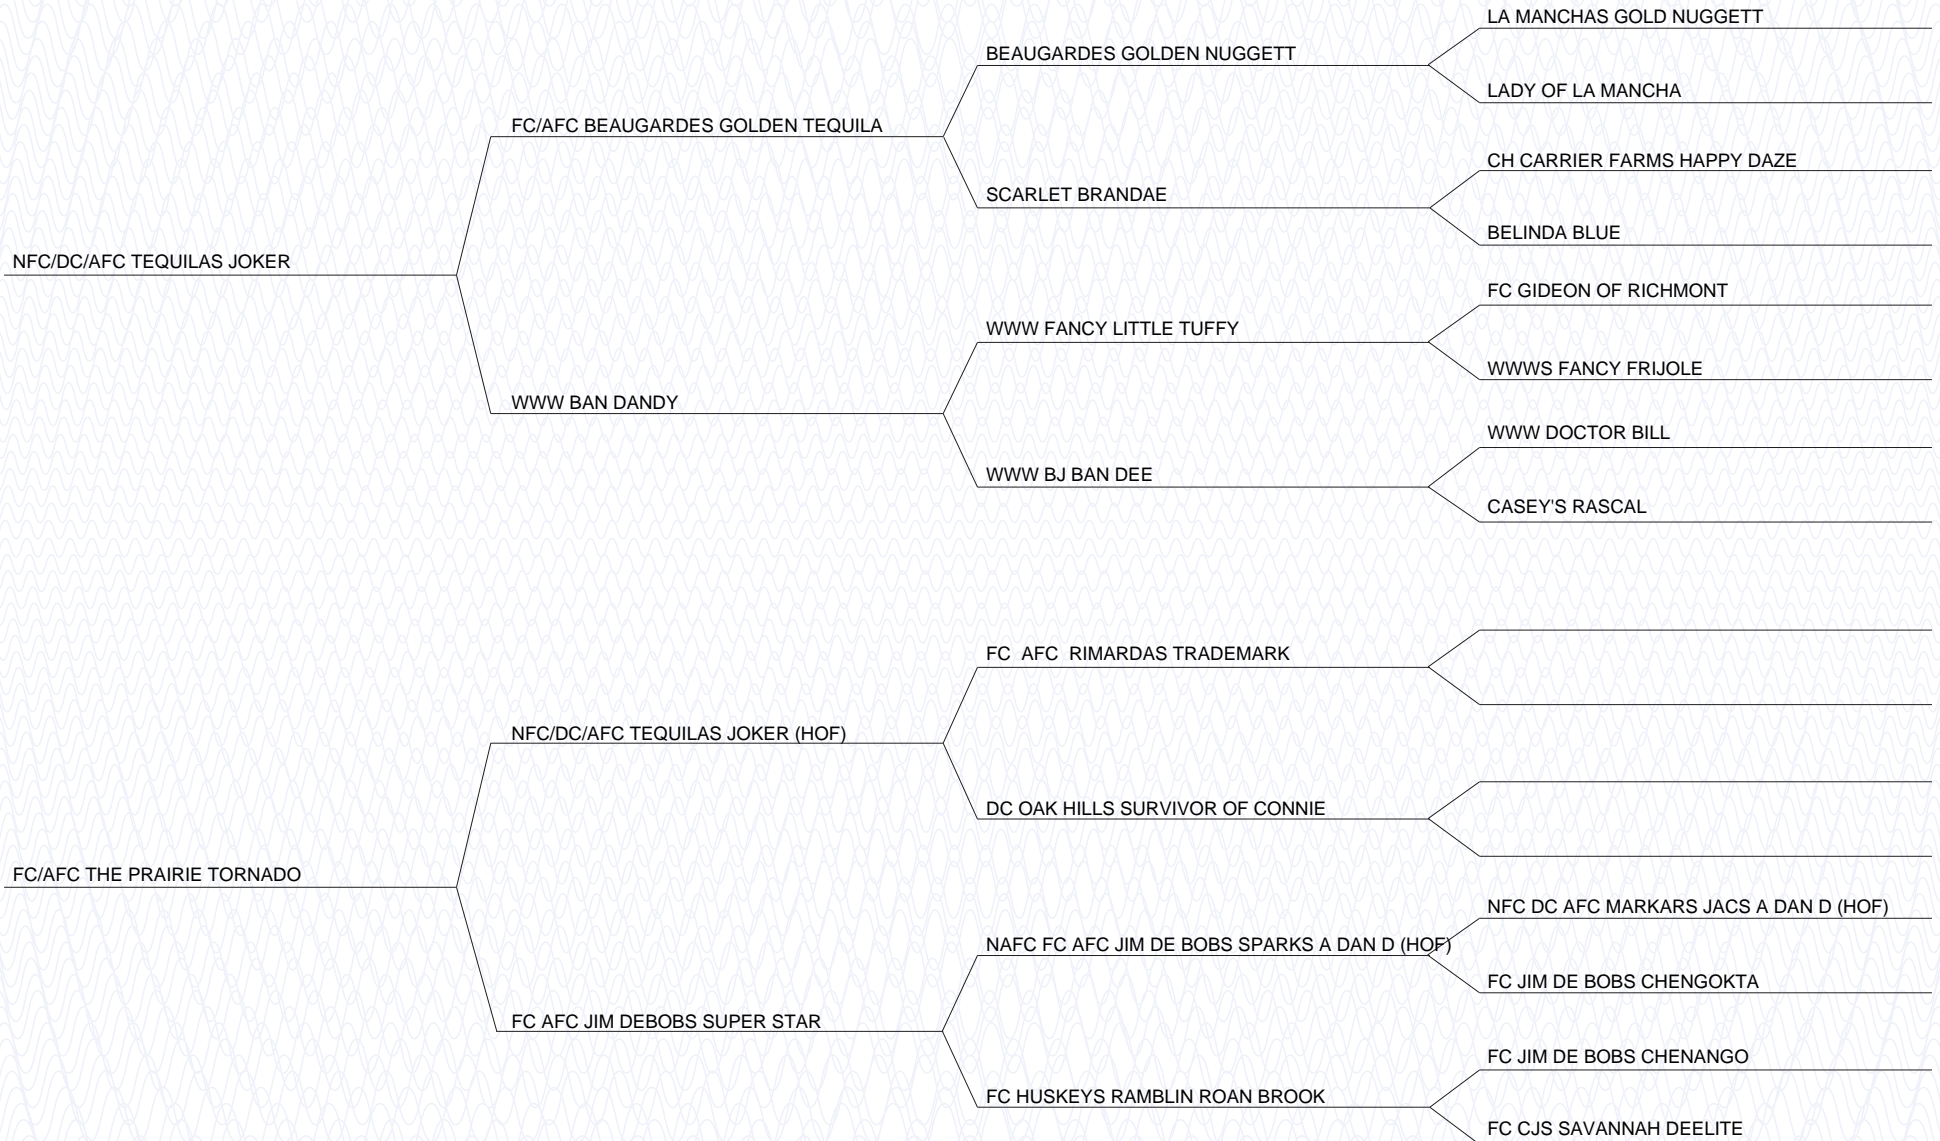 LA MANCHAS GOLD NUGGETT
BEAUGARDES GOLDEN NUGGETT
LADY OF LA MANCHA
FC/AFC BEAUGARDES GOLDEN TEQUILA
CH CARRIER FARMS HAPPY DAZE
SCARLET BRANDAE
BELINDA BLUE
NFC/DC/AFC TEQUILAS JOKER
FC GIDEON OF RICHMONT
WWW FANCY LITTLE TUFFY
WWWS FANCY FRIJOLE
WWW BAN DANDY
WWW DOCTOR BILL
WWW BJ BAN DEE
CASEY'S RASCAL
FC  AFC  RIMARDAS TRADEMARK
NFC/DC/AFC TEQUILAS JOKER (HOF)
DC OAK HILLS SURVIVOR OF CONNIE
FC/AFC THE PRAIRIE TORNADO
NFC DC AFC MARKARS JACS A DAN D (HOF)
NAFC FC AFC JIM DE BOBS SPARKS A DAN D (HOF)
FC JIM DE BOBS CHENGOKTA
FC AFC JIM DEBOBS SUPER STAR
FC JIM DE BOBS CHENANGO
FC HUSKEYS RAMBLIN ROAN BROOK
FC CJS SAVANNAH DEELITE